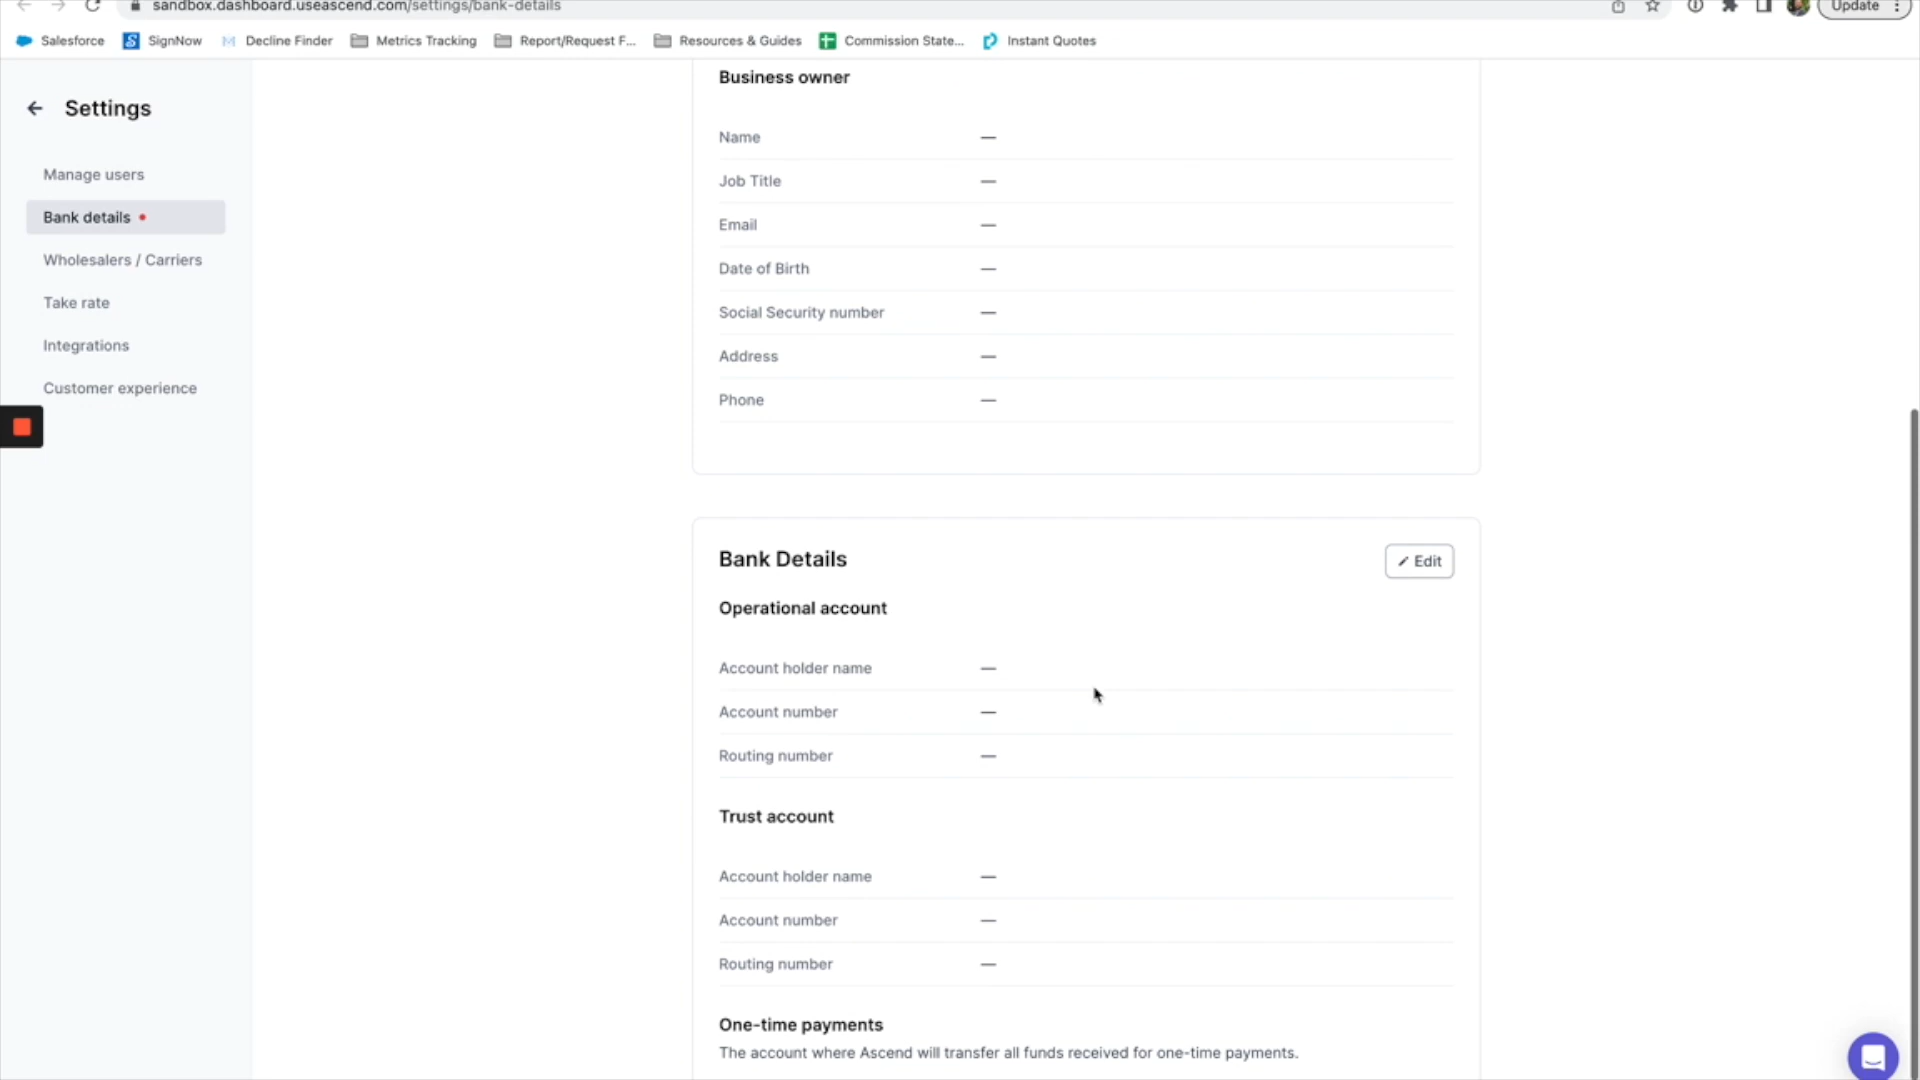 sandbox.dashboard.useascend.com/settings/bank-details
Update
Salesforce
SignNow
Decline Finder
Metrics Tracking
Report/Request F...
Resources & Guides
Commission State...
Instant Quotes
Settings
Manage users
Bank details
Wholesalers / Carriers
Take rate
Integrations
Customer experience
Business owner
Name —
Job Title —
Email —
Date of Birth —
Social Security number —
Address —
Phone —
Bank Details
Edit
Operational account
Account holder name —
Account number —
Routing number —
Trust account
Account holder name —
Account number —
Routing number —
One-time payments
The account where Ascend will transfer all funds received for one-time payments.